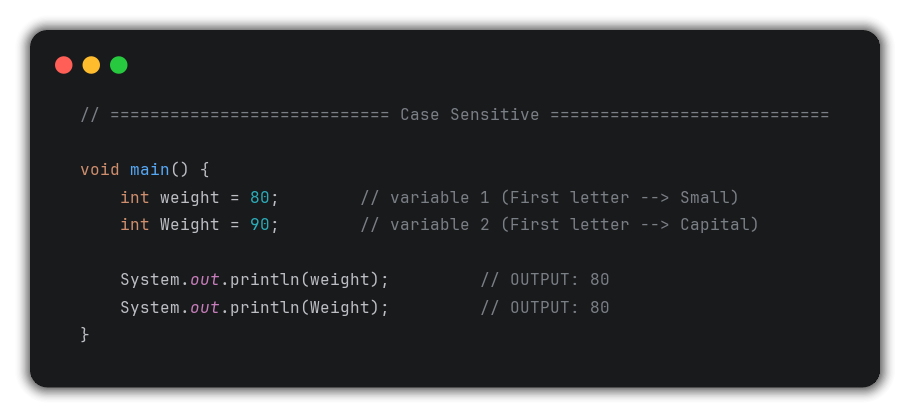 // ============================ Case Sensitive ============================
void main() {
int weight = 80; // variable 1 (First letter --> Small)
int Weight = 90; // variable 2 (First letter --> Capital)
System.out.println(weight); // OUTPUT: 80
System.out.println(Weight); // OUTPUT: 80
}